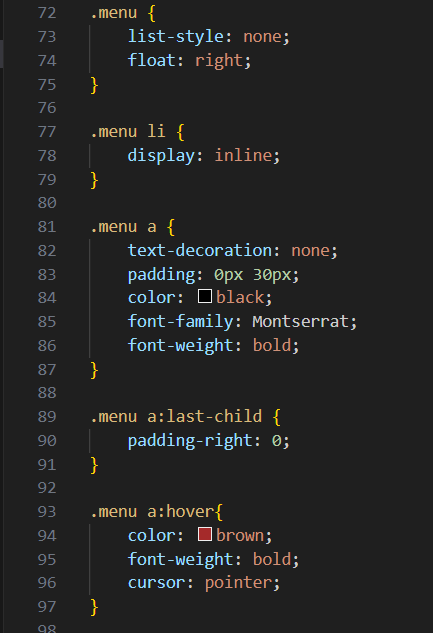 72 .menu {
73     list-style: none;
74     float: right;
75 }
76
77 .menu li {
78     display: inline;
79 }
80
81 .menu a {
82     text-decoration: none;
83     padding: 0px 30px;
84     color: black;
85     font-family: Montserrat;
86     font-weight: bold;
87 }
88
89 .menu a:last-child {
90     padding-right: 0;
91 }
92
93 .menu a:hover{
94     color: brown;
95     font-weight: bold;
96     cursor: pointer;
97 }
98